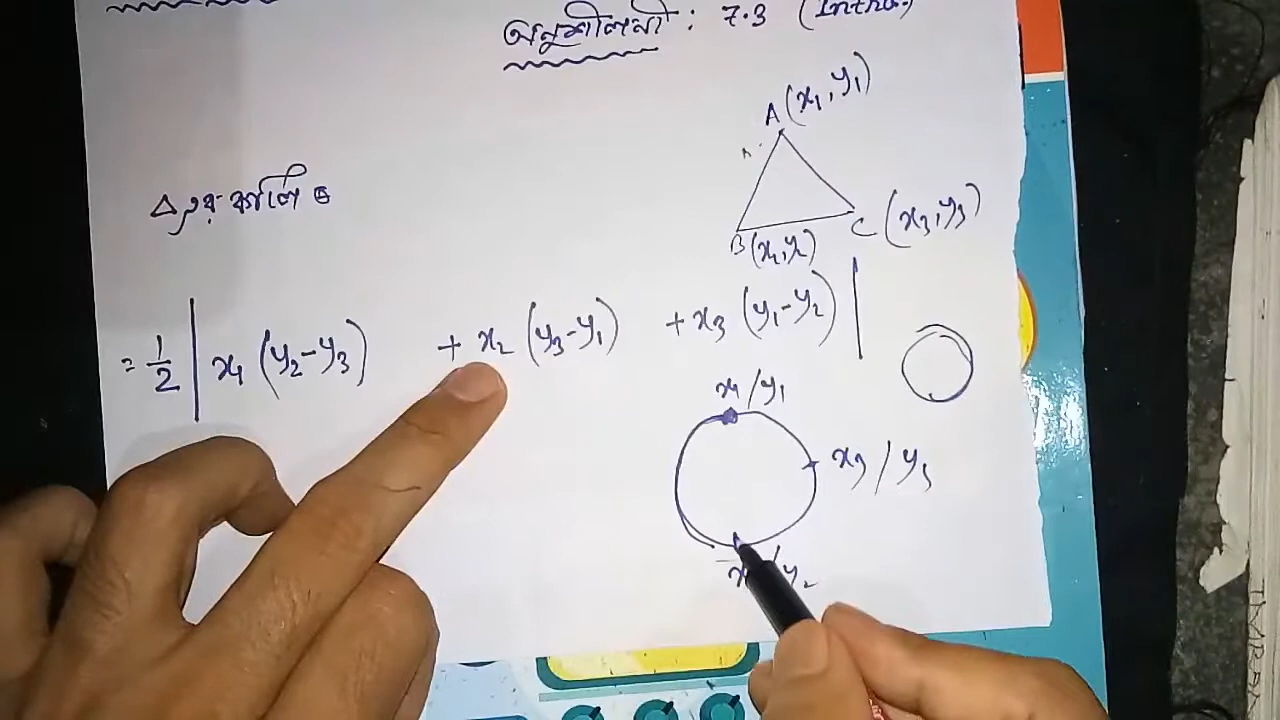 অনুশীলনী : 7.3 (Intro.)
A (x₁, y₁)
Δ এর ক্ষেত্রফল
B (x₂, y₂) C (x₃, y₃)
= 1/2 | x₁ (y₂ - y₃) + x₂ (y₃ - y₁) + x₃ (y₁ - y₂) |
x₁ / y₁
x₃ / y₃
/ y₂